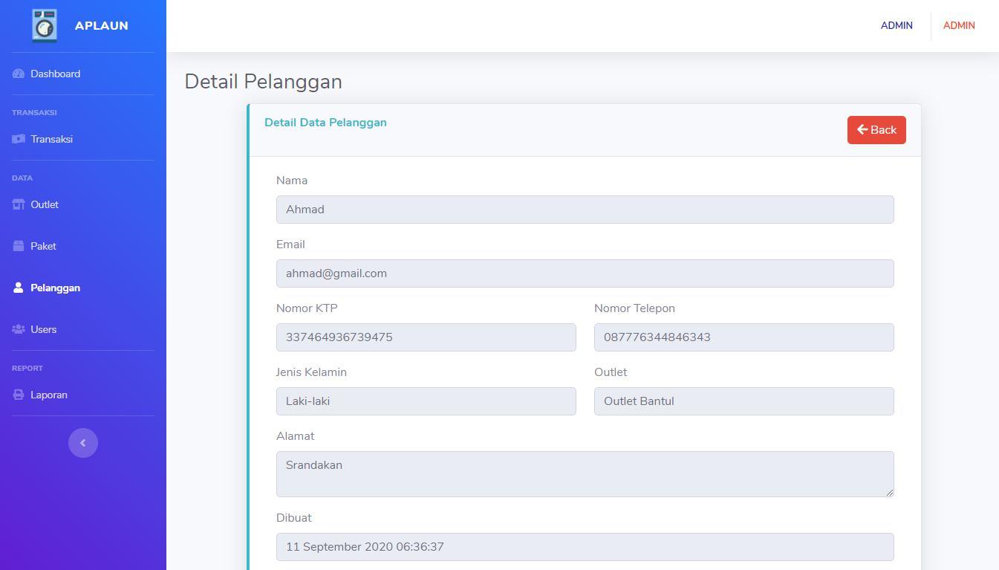 APLAUN
ADMIN
ADMIN
Dashboard
TRANSAKSI
Transaksi
DATA
Outlet
Paket
Pelanggan
Users
REPORT
Laporan
Detail Pelanggan
Detail Data Pelanggan
Back
Nama
Ahmad
Email
ahmad@gmail.com
Nomor KTP
Nomor Telepon
337464936739475
087776344846343
Jenis Kelamin
Outlet
Laki-laki
Outlet Bantul
Alamat
Srandakan
Dibuat
11 September 2020 06:36:37